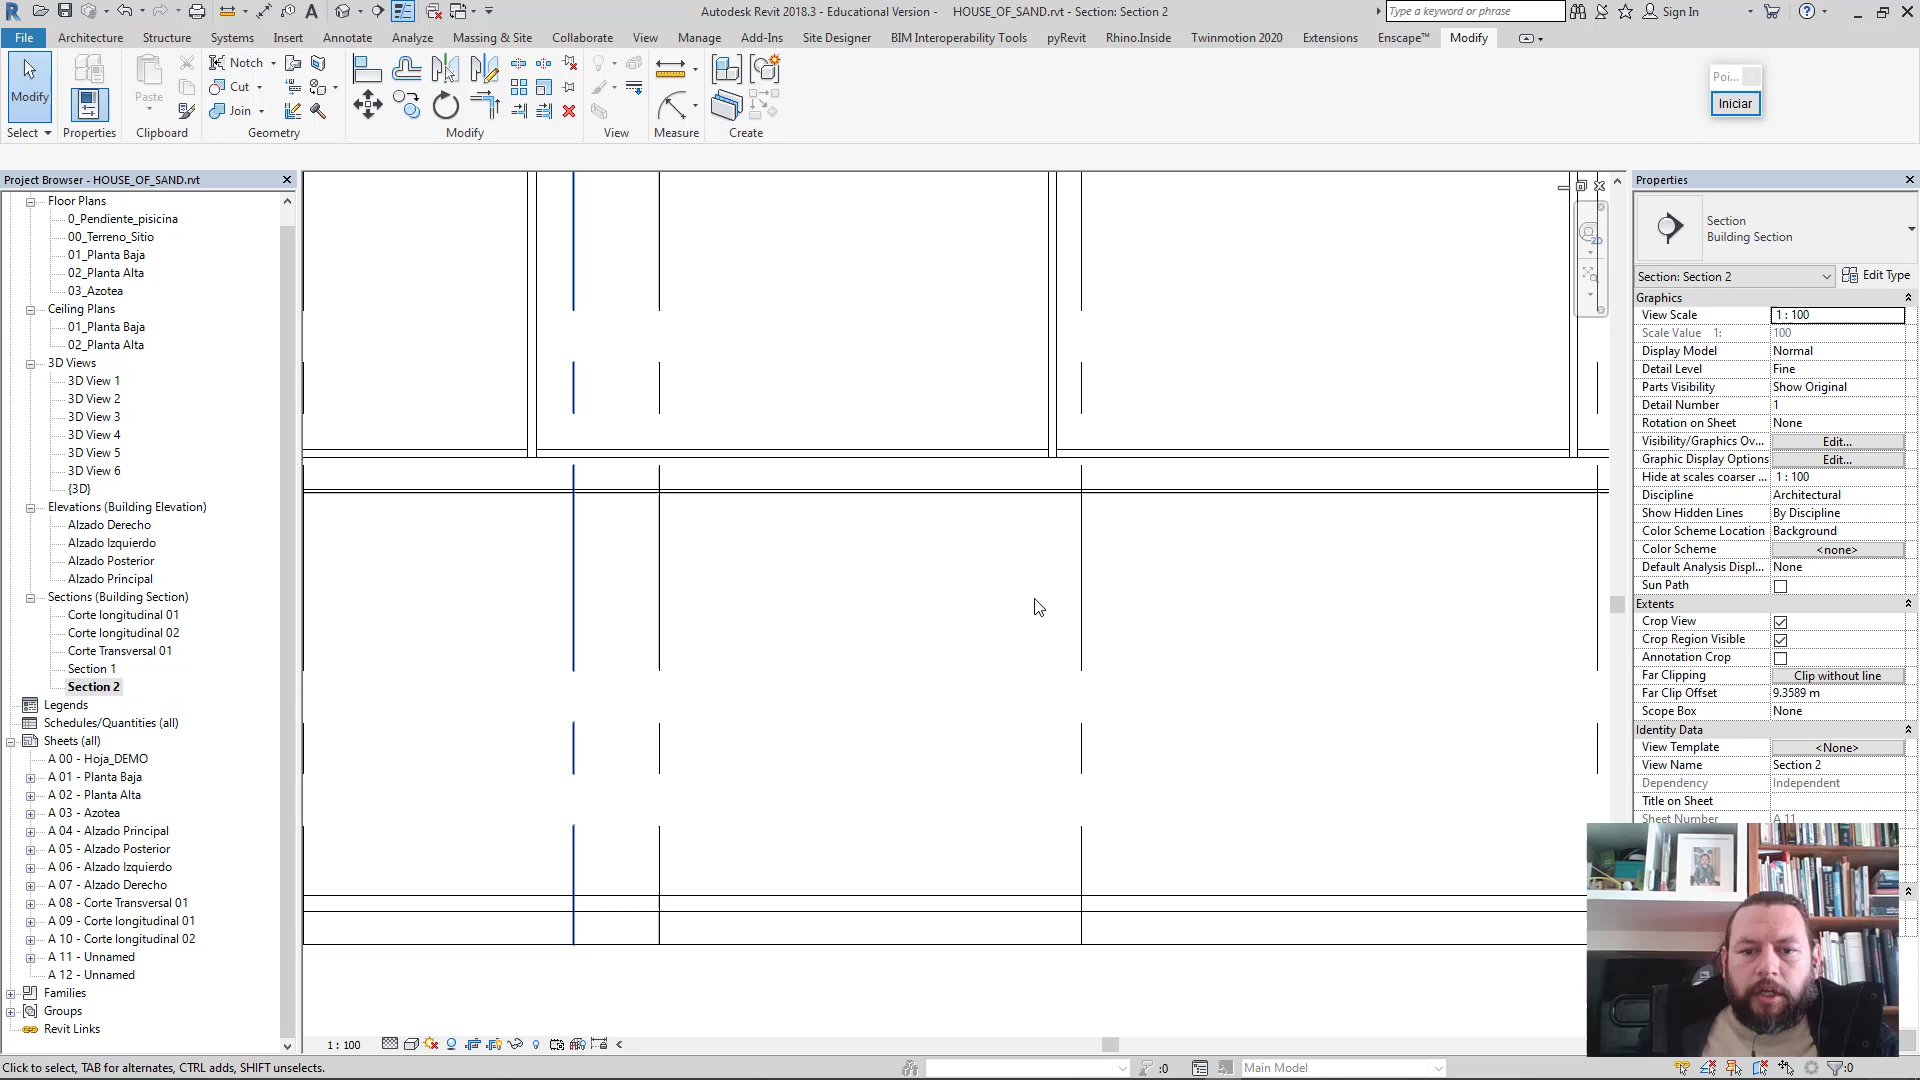 Autodesk Revit 2018.3 - Educational Version - HOUSE_OF_SAND.rvt - Section: Section 2
Type a keyword or phrase
Sign In
File Architecture Structure Systems Insert Annotate Analyze Massing & Site Collaborate View Manage Add-Ins Site Designer BIM Interoperability Tools pyRevit Rhino.Inside Twinmotion 2020 Extensions Enscape™ Modify
Modify
Paste
Notch
Cut
Join
Select Properties Clipboard Geometry Modify View Measure Create
Poi...
Iniciar
Project Browser - HOUSE_OF_SAND.rvt
Floor Plans
0_Pendiente_pisicina
00_Terreno_Sitio
01_Planta Baja
02_Planta Alta
03_Azotea
Ceiling Plans
01_Planta Baja
02_Planta Alta
3D Views
3D View 1
3D View 2
3D View 3
3D View 4
3D View 5
3D View 6
{3D}
Elevations (Building Elevation)
Alzado Derecho
Alzado Izquierdo
Alzado Posterior
Alzado Principal
Sections (Building Section)
Corte longitudinal 01
Corte longitudinal 02
Corte Transversal 01
Section 1
Section 2
Legends
Schedules/Quantities (all)
Sheets (all)
A 00 - Hoja_DEMO
A 01 - Planta Baja
A 02 - Planta Alta
A 03 - Azotea
A 04 - Alzado Principal
A 05 - Alzado Posterior
A 06 - Alzado Izquierdo
A 07 - Alzado Derecho
A 08 - Corte Transversal 01
A 09 - Corte longitudinal 01
A 10 - Corte longitudinal 02
A 11 - Unnamed
A 12 - Unnamed
Families
Groups
Revit Links
2D
Properties
Section
Building Section
Section: Section 2 Edit Type
Graphics
View Scale 1 : 100
Scale Value 1: 100
Display Model Normal
Detail Level Fine
Parts Visibility Show Original
Detail Number 1
Rotation on Sheet None
Visibility/Graphics Ov... Edit...
Graphic Display Options Edit...
Hide at scales coarser ... 1 : 100
Discipline Architectural
Show Hidden Lines By Discipline
Color Scheme Location Background
Color Scheme <none>
Default Analysis Displ... None
Sun Path
Extents
Crop View
Crop Region Visible
Annotation Crop
Far Clipping Clip without line
Far Clip Offset 9.3589 m
Scope Box None
Identity Data
View Template <None>
View Name Section 2
Dependency Independent
Title on Sheet
Sheet Number A 11
1 : 100
Click to select, TAB for alternates, CTRL adds, SHIFT unselects.
:0
Main Model
:0